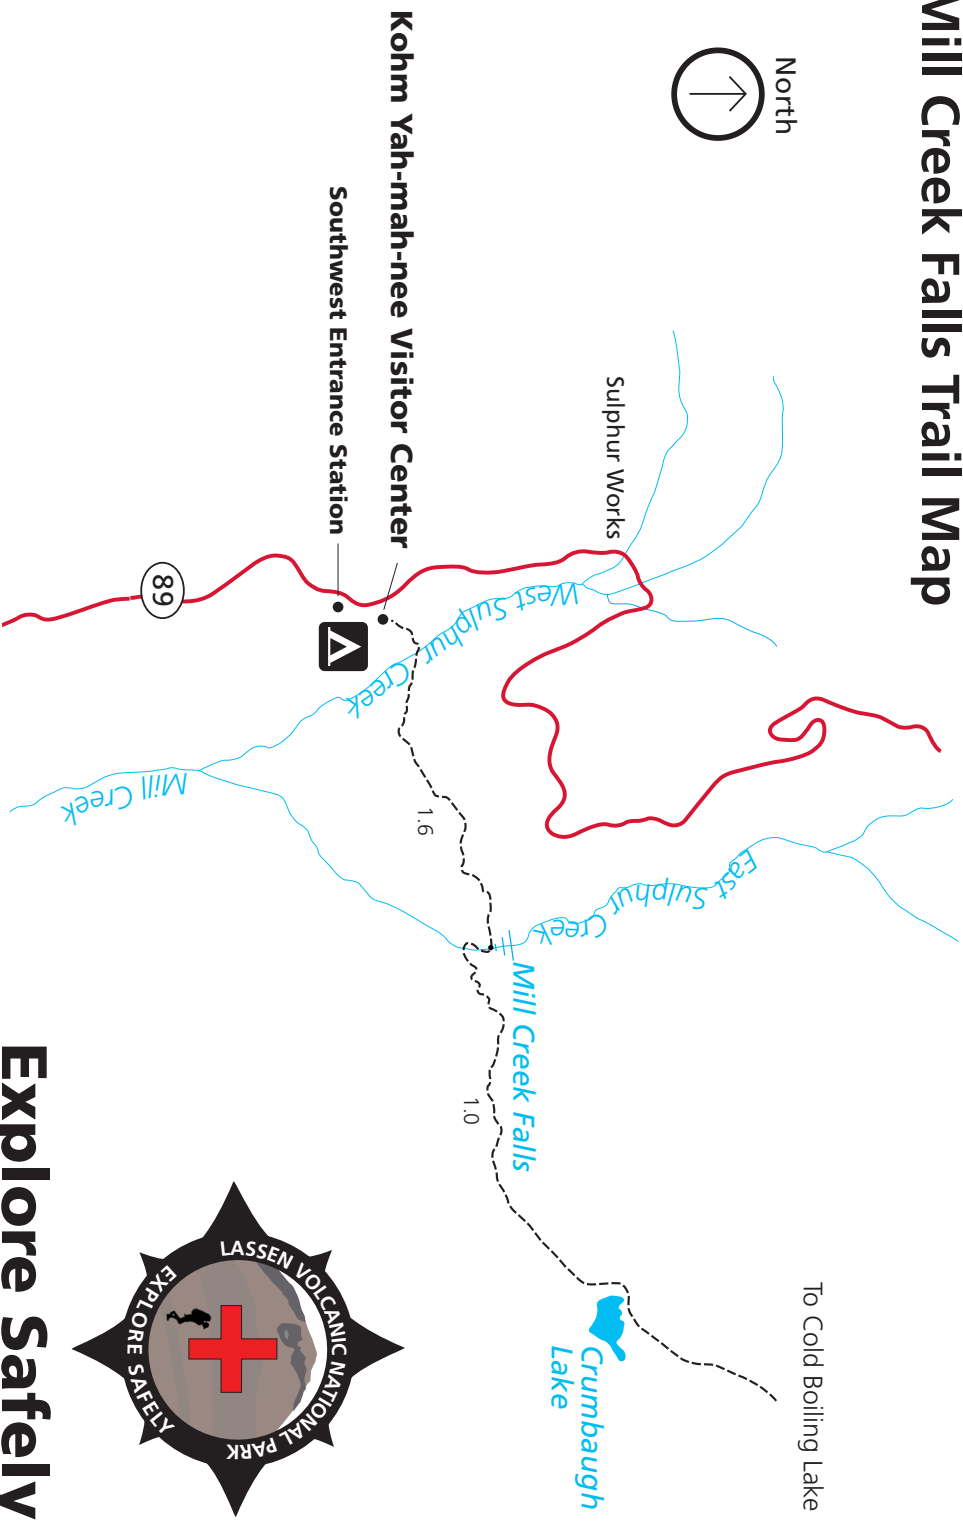 Mill Creek Falls Trail Map
North
Kohm Yah-mah-nee Visitor Center
Southwest Entrance Station
Sulphur Works
89
West Sulphur Creek
Mill Creek
East Sulphur Creek
1.6
Mill Creek Falls
1.0
Crumbaugh
Lake
To Cold Boiling Lake
LASSEN VOLCANIC NATIONAL PARK
EXPLORE SAFELY
Explore Safely